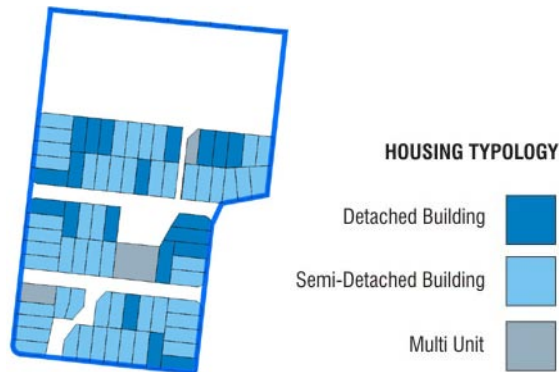 HOUSING TYPOLOGY
Detached Building
Semi-Detached Building
Multi Unit